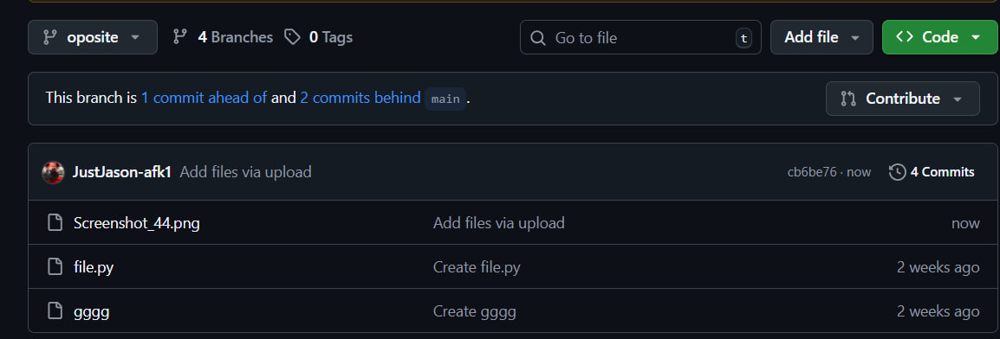 oposite 4 Branches 0 Tags Go to file t Add file Code
This branch is 1 commit ahead of and 2 commits behind main .
Contribute
JustJason-afk1 Add files via upload cb6be76 · now 4 Commits
Screenshot_44.png Add files via upload now
file.py Create file.py 2 weeks ago
gggg Create gggg 2 weeks ago